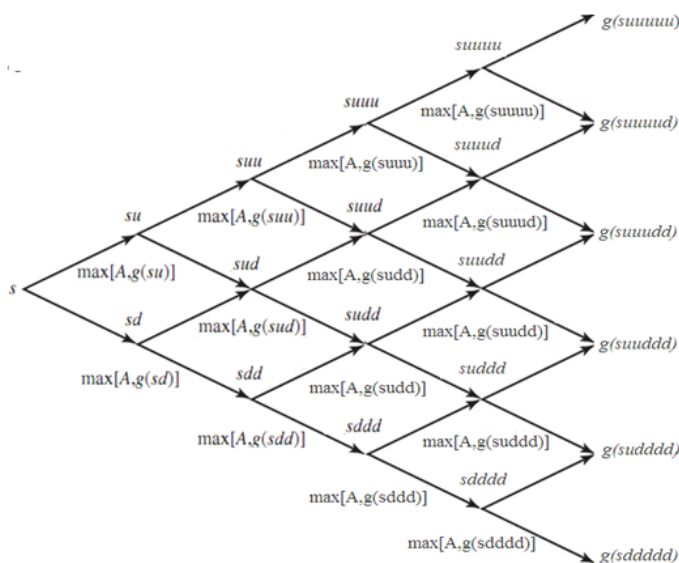 g(suuuuu)
suuuu
suuu
max[A,g(suuuu)]
g(suuuud)
suuud
suu
max[A,g(suuu)]
suud
su
max[A,g(suu)]
max[A,g(suuud)]
g(suuudd)
suudd
sud
max[A,g(su)]
max[A,g(sudd)]
s
sd
max[A,g(sud)]
sudd
max[A,g(suudd)]
g(suuddd)
suddd
sdd
max[A,g(sd)]
max[A,g(sudd)]
sddd
max[A,g(sdd)]
max[A,g(suddd)]
g(sudddd)
sdddd
max[A,g(sddd)]
max[A,g(sdddd)]
g(sddddd)